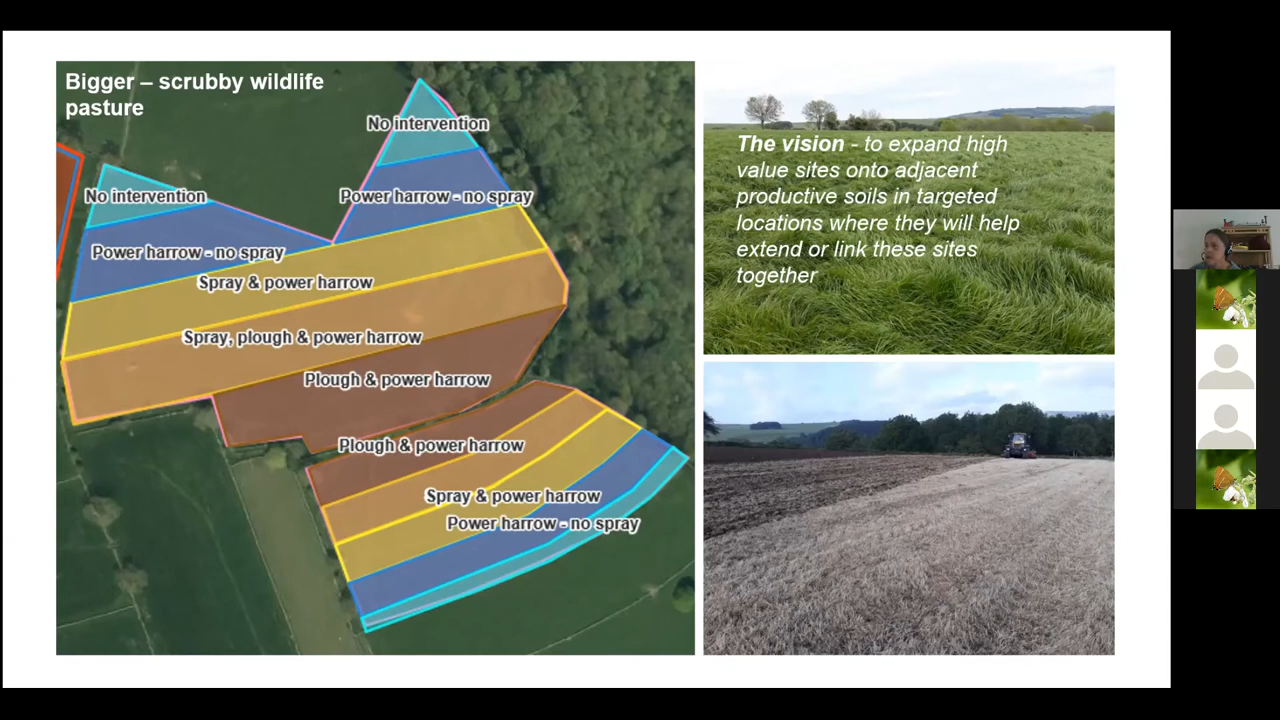 Bigger – scrubby wildlife
pasture
No intervention
No intervention
Power harrow - no spray
Power harrow - no spray
Spray & power harrow
Spray, plough & power harrow
Plough & power harrow
Plough & power harrow
Spray & power harrow
Power harrow - no spray
The vision - to expand high
value sites onto adjacent
productive soils in targeted
locations where they will help
extend or link these sites
together